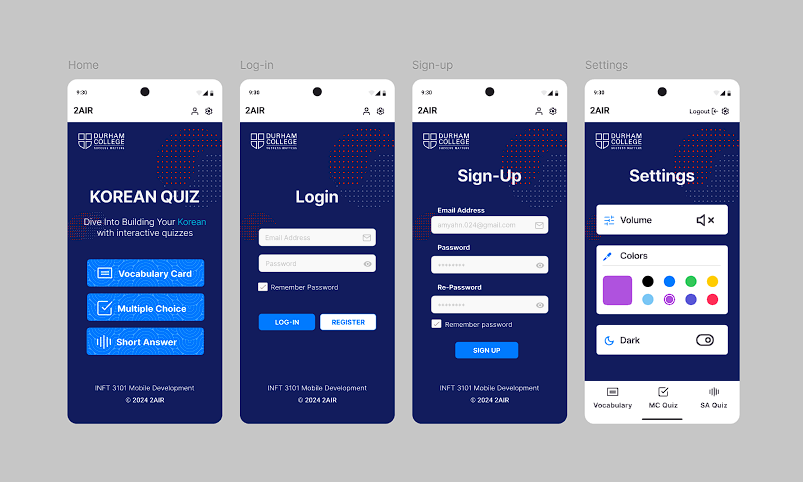 Home
9:30
2AIR
DURHAM
COLLEGE
SUCCESS MATTERS
KOREAN QUIZ
Dive Into Building Your Korean
with interactive quizzes
Vocabulary Card
Multiple Choice
Short Answer
INFT 3101 Mobile Development
© 2024 2AIR
Log-in
9:30
2AIR
DURHAM
COLLEGE
SUCCESS MATTERS
Login
Email Address
Password
Remember Password
LOG-IN
REGISTER
INFT 3101 Mobile Development
© 2024 2AIR
Sign-up
9:30
2AIR
DURHAM
COLLEGE
SUCCESS MATTERS
Sign-Up
Email Address
Password
********
Re-Password
********
Remember password
SIGN UP
INFT 3101 Mobile Development
© 2024 2AIR
Settings
9:30
2AIR
Logout
DURHAM
COLLEGE
SUCCESS MATTERS
Settings
Volume
Colors
Dark
Vocabulary
MC Quiz
SA Quiz